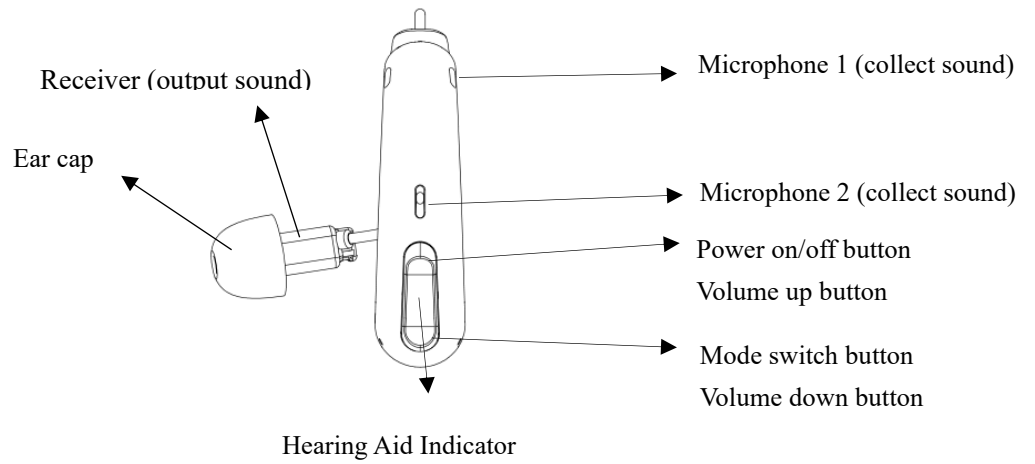 Microphone 1 (collect sound)
Receiver (output sound)
Ear cap
Microphone 2 (collect sound)
Power on/off button
Volume up button
Mode switch button
Volume down button
Hearing Aid Indicator